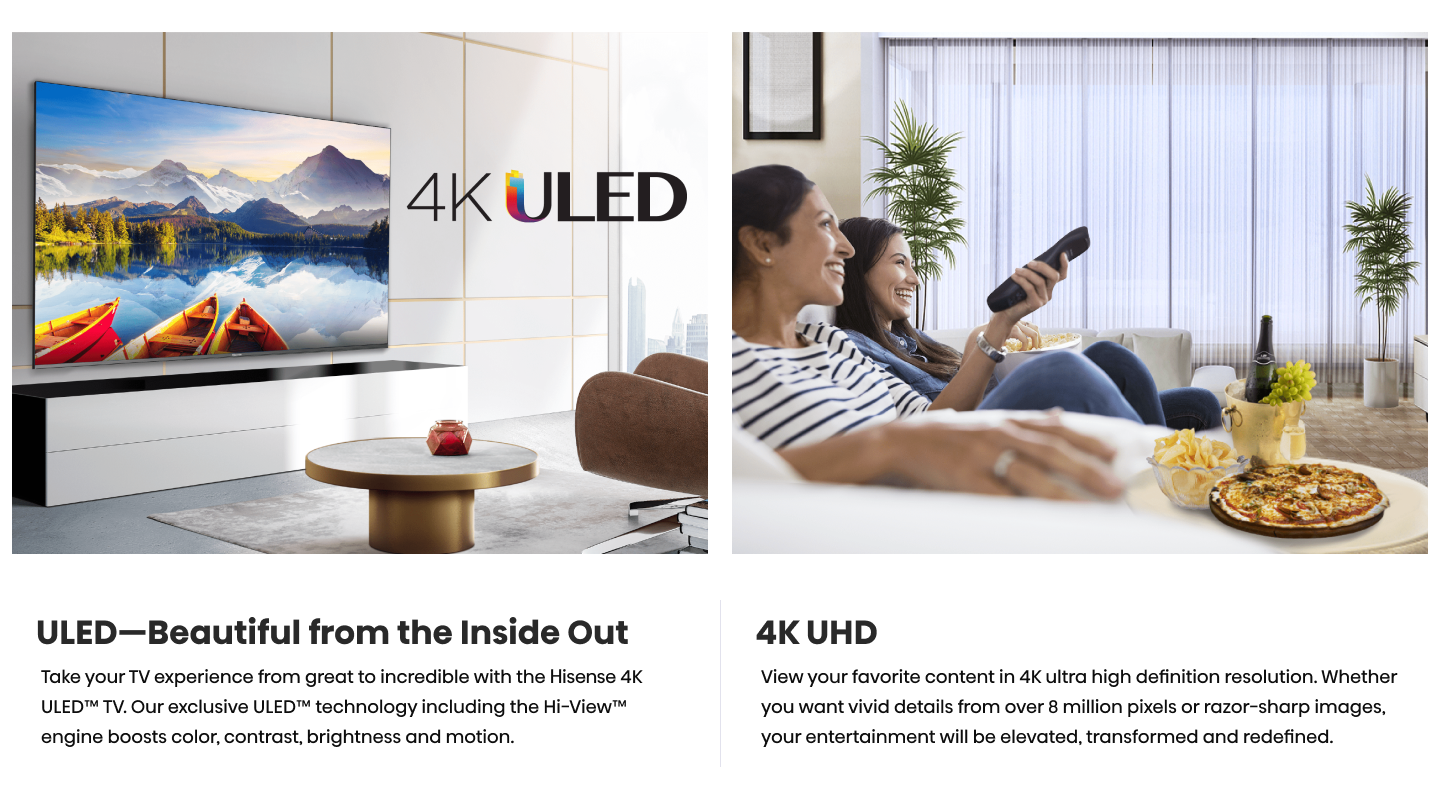 4K ULED
ULED—Beautiful from the Inside Out
Take your TV experience from great to incredible with the Hisense 4K
ULED™ TV. Our exclusive ULED™ technology including the Hi-View™
engine boosts color, contrast, brightness and motion.
4K UHD
View your favorite content in 4K ultra high definition resolution. Whether
you want vivid details from over 8 million pixels or razor-sharp images,
your entertainment will be elevated, transformed and redefined.